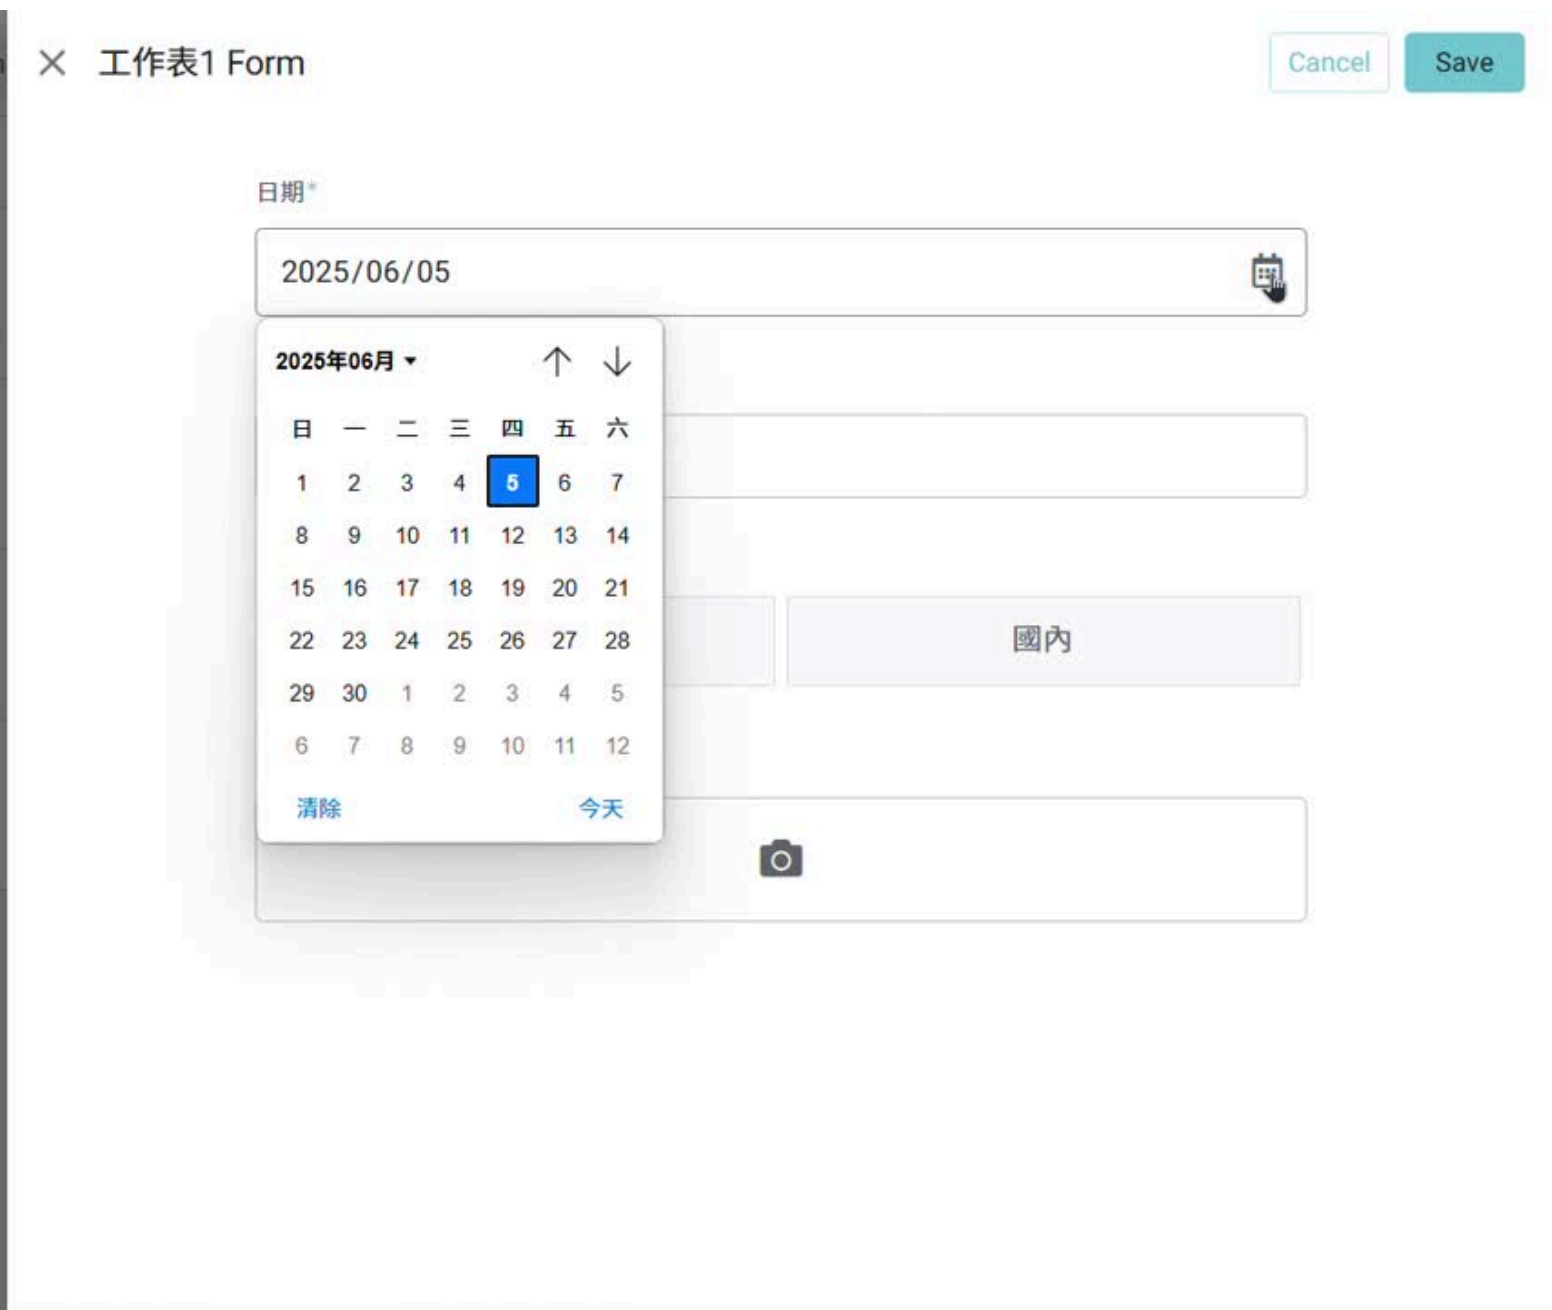 工作表1 Form
Cancel
Save
日期*
2025/06/05
2025年06月
日 一 二 三 四 五 六
1 2 3 4 5 6 7
8 9 10 11 12 13 14
15 16 17 18 19 20 21
22 23 24 25 26 27 28
29 30 1 2 3 4 5
6 7 8 9 10 11 12
清除 今天
國內